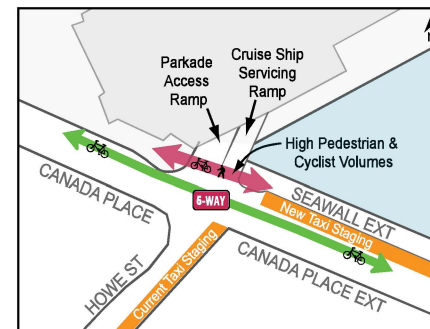 Parkade
Access
Ramp
Cruise Ship
Servicing
Ramp
High Pedestrian &
Cyclist Volumes
CANADA PLACE
SEAWALL EXT
New Taxi Staging
5-WAY
HOWE ST
Current Taxi Staging
CANADA PLACE EXT